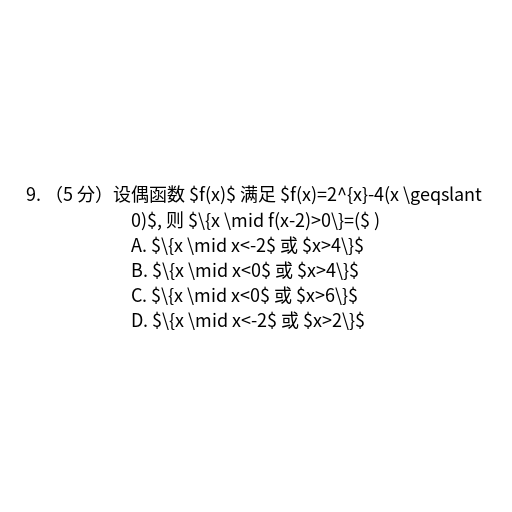 9. （5 分）设偶函数 $f(x)$ 满足 $f(x)=2^{x}-4(x \geqslant
0)$, 则 $\{x \mid f(x-2)>0\}=($ )
A. $\{x \mid x<-2$ 或 $x>4\}$
B. $\{x \mid x<0$ 或 $x>4\}$
C. $\{x \mid x<0$ 或 $x>6\}$
D. $\{x \mid x<-2$ 或 $x>2\}$